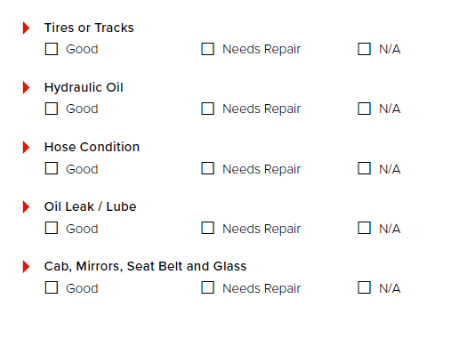 Tires or Tracks
Good Needs Repair N/A
Hydraulic Oil
Good Needs Repair N/A
Hose Condition
Good Needs Repair N/A
Oil Leak / Lube
Good Needs Repair N/A
Cab, Mirrors, Seat Belt and Glass
Good Needs Repair N/A